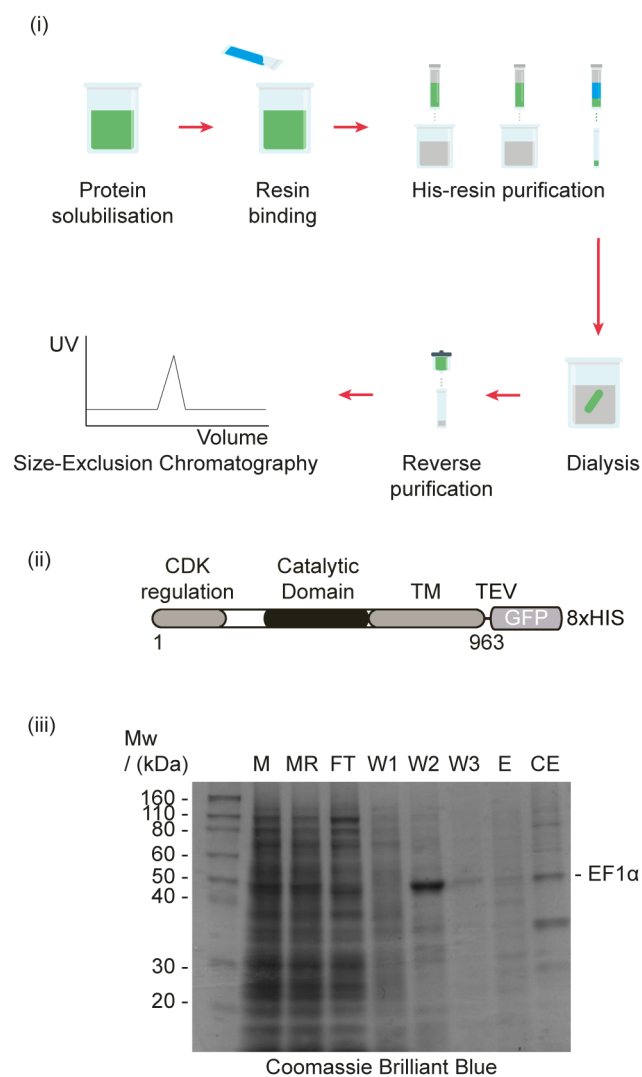 (i)
Protein
solubilisation
Resin
binding
His-resin purification
UV
Volume
Size-Exclusion Chromatography
Reverse
purification
Dialysis
(ii)
CDK
regulation
Catalytic
Domain
TM
TEV
GFP
8xHIS
1
963
(iii)
Mw
/ (kDa)
M MR FT W1 W2 W3 E CE
160 -
110 -
80 -
60 -
50 -
40 -
30 -
20 -
- EF1α
Coomassie Brilliant Blue